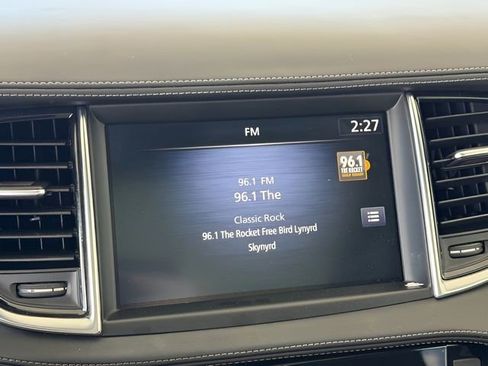 FM
2:27
96.1 FM
96.1 The
Classic Rock
96.1 The Rocket Free Bird Lynyrd
Skynyrd
96.1
THE ROCKET